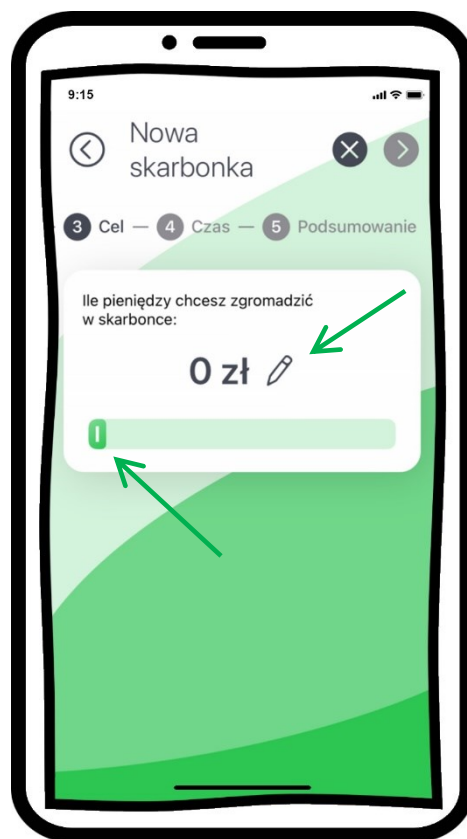 9:15
Nowa
skarbonka
3 Cel — 4 Czas — 5 Podsumowanie
Ile pieniędzy chcesz zgromadzić
w skarbonce:
0 zł